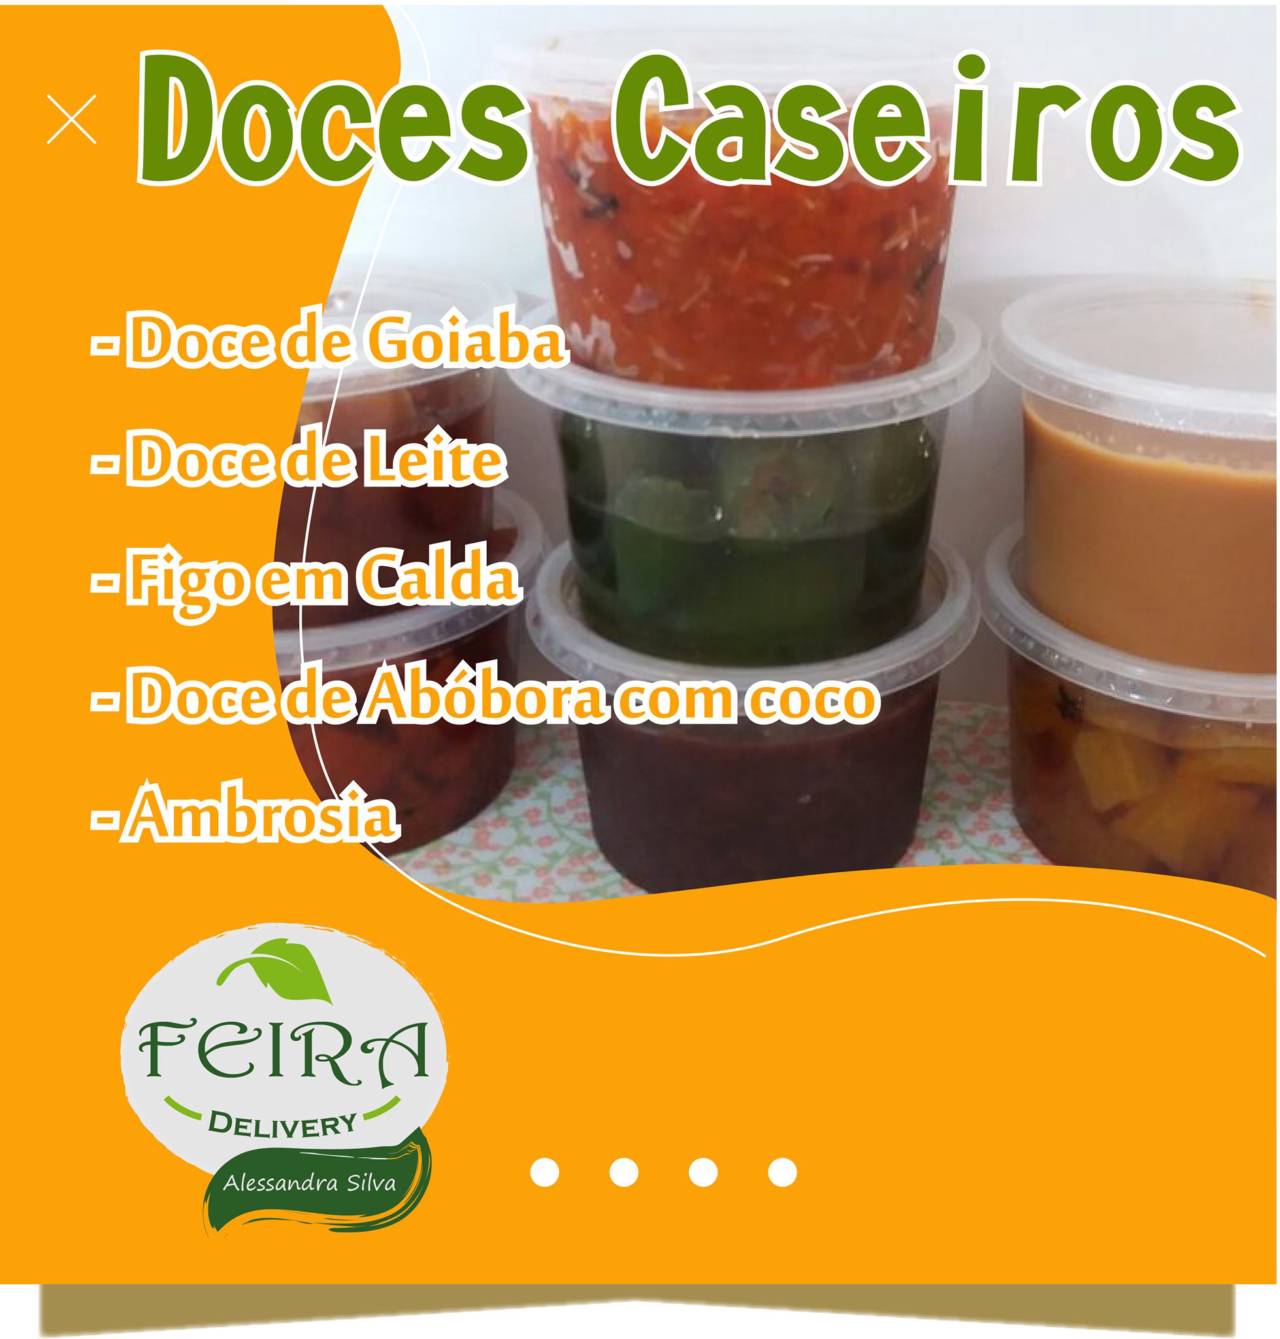 Doces Caseiros
- Doce de Goiaba
- Doce de Leite
- Figo em Calda
- Doce de Abóbora com coco
- Ambrosia
FEIRA
DELIVERY
Alessandra Silva